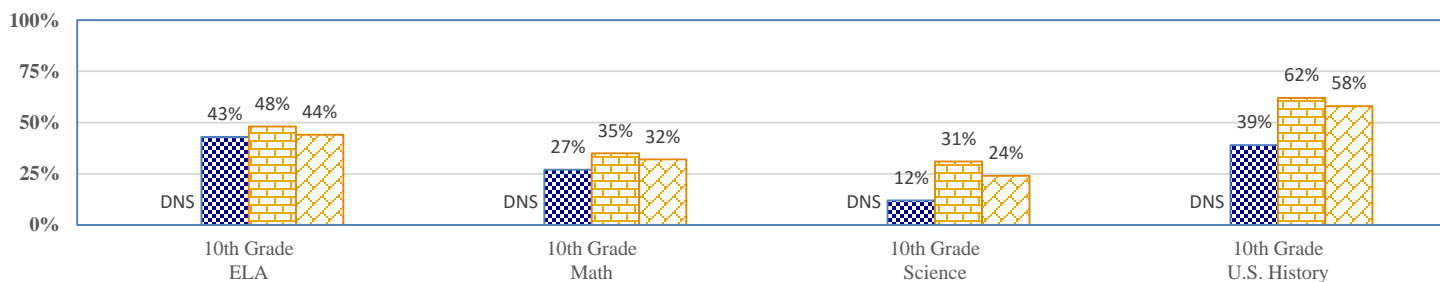 100%
75%
50%
25%
0%
DNS 43% 48% 44%
DNS 27% 35% 32%
DNS 12% 31% 24%
DNS 39% 62% 58%
10th Grade
ELA
10th Grade
Math
10th Grade
Science
10th Grade
U.S. History